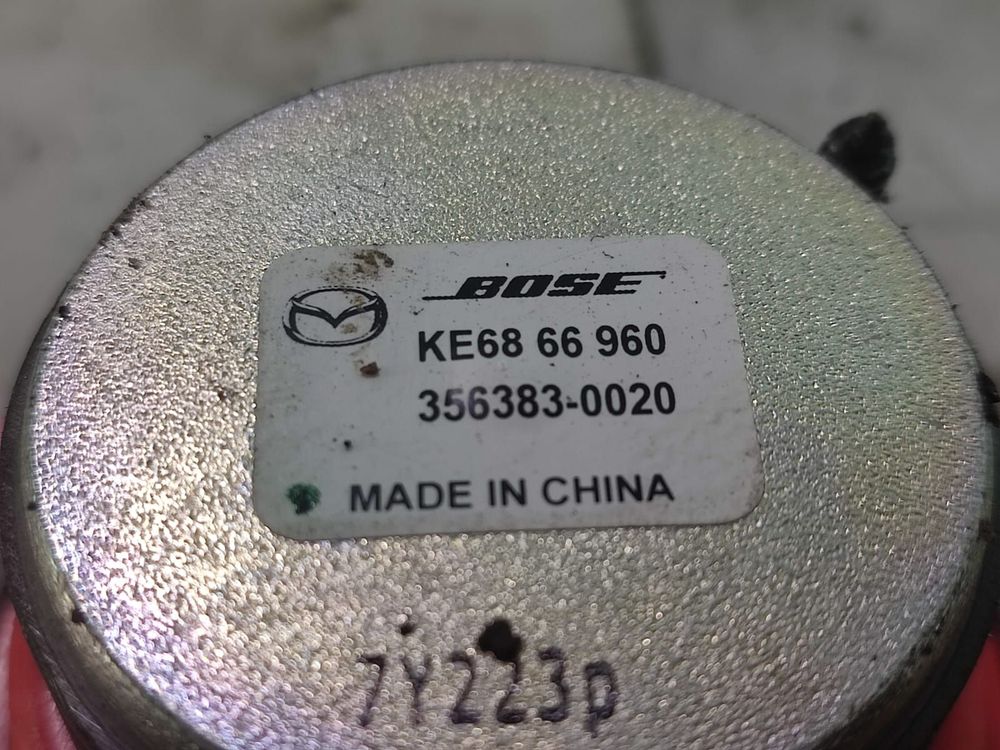 BOSE
KE68 66 960
356383-0020
MADE IN CHINA
7Y223p